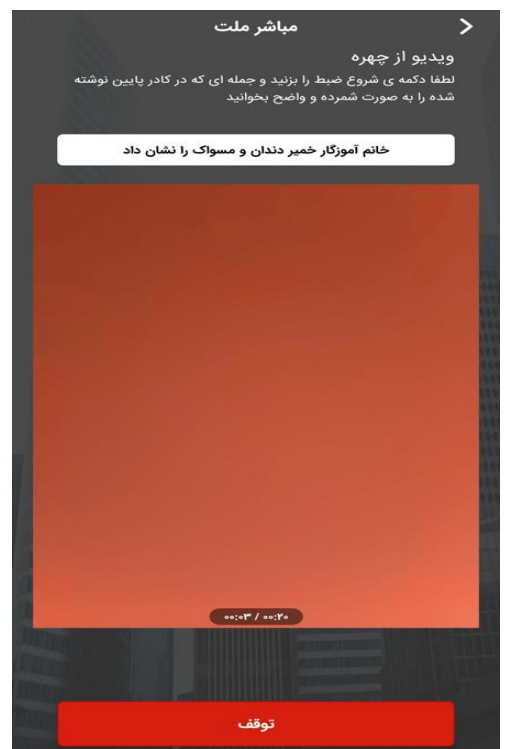 مباشر ملت
ویدیو از چهره
لطفا دکمه ی شروع ضبط را بزنید و جمله ای که در کادر پایین نوشته
شده را به صورت شمرده و واضح بخوانید
خانم آموزگار خمیر دندان و مسواک را نشان داد
۰۰:۰۳ / ۰۰:۲۰
توقف